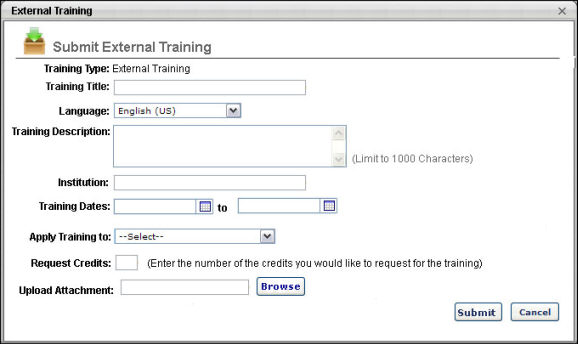 External Training
Submit External Training
Training Type: External Training
Training Title:
Language: English (US)
Training Description:
(Limit to 1000 Characters)
Institution:
Training Dates: to
Apply Training to: --Select--
Request Credits: (Enter the number of the credits you would like to request for the training)
Upload Attachment: Browse
Submit Cancel